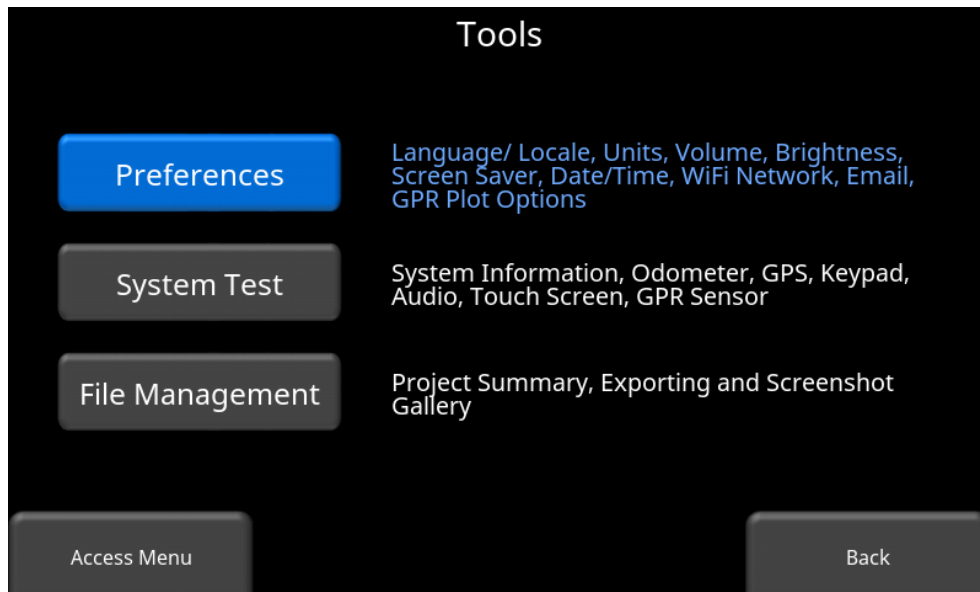 Tools
Preferences
Language/ Locale, Units, Volume, Brightness,
Screen Saver, Date/Time, WiFi Network, Email,
GPR Plot Options
System Test
System Information, Odometer, GPS, Keypad,
Audio, Touch Screen, GPR Sensor
File Management
Project Summary, Exporting and Screenshot
Gallery
Access Menu
Back